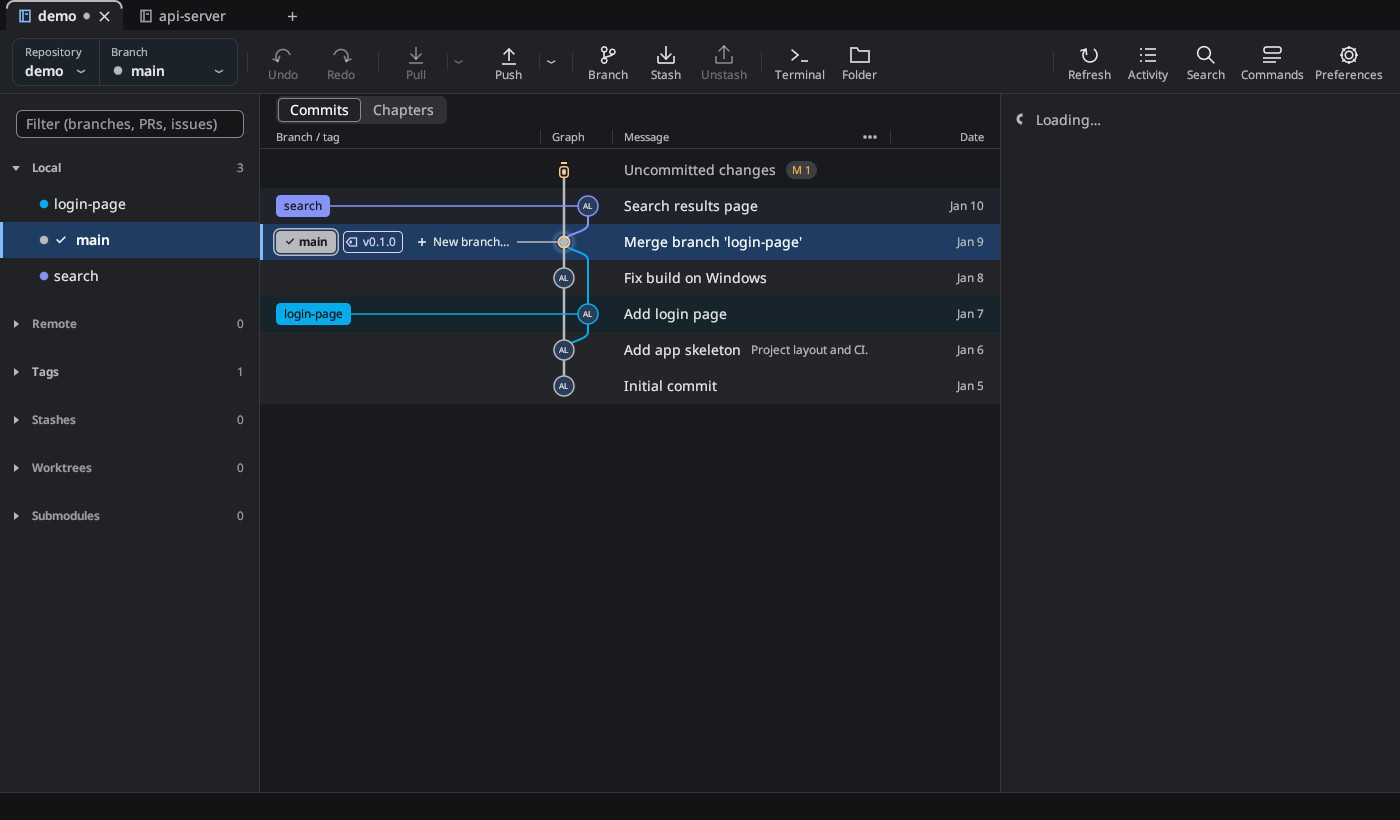 demo
api-server
Repository
demo
Branch
main
Undo
Redo
Pull
Push
Branch
Stash
Unstash
Terminal
Folder
Refresh
Activity
Search
Commands
Preferences
Filter (branches, PRs, issues)
Local 3
login-page
main
search
Remote 0
Tags 1
Stashes 0
Worktrees 0
Submodules 0
Commits Chapters
Branch / tag Graph Message Date
Uncommitted changes M 1
search AL Search results page Jan 10
main v0.1.0 + New branch... Merge branch 'login-page' Jan 9
AL Fix build on Windows Jan 8
login-page AL Add login page Jan 7
AL Add app skeleton Project layout and CI. Jan 6
AL Initial commit Jan 5
Loading...